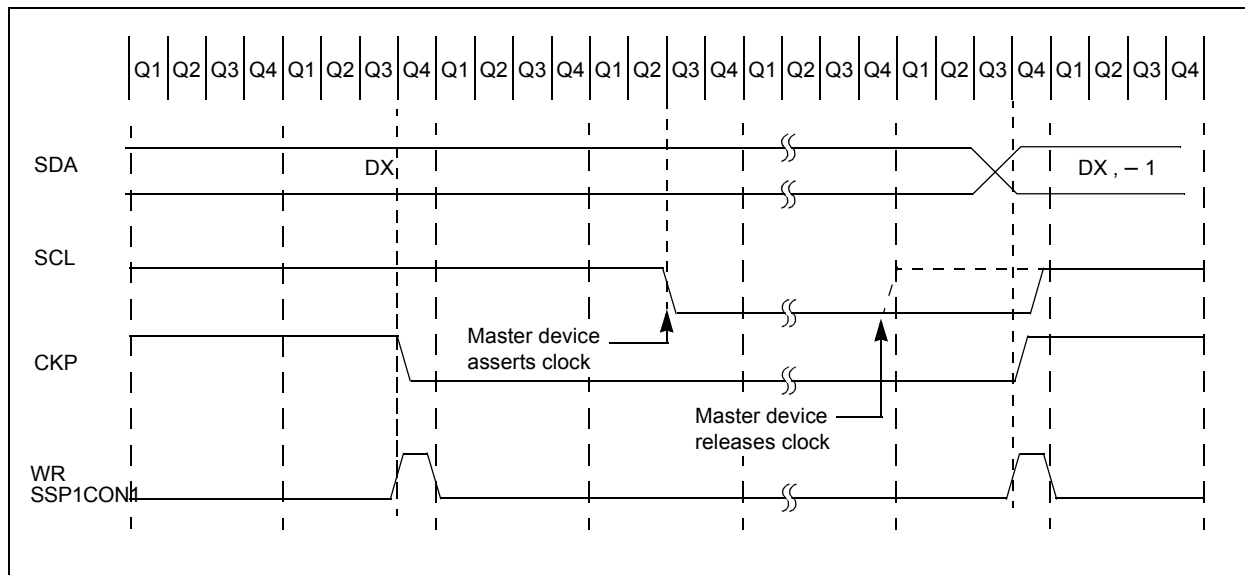 Q1 Q2 Q3 Q4 Q1 Q2 Q3 Q4 Q1 Q2 Q3 Q4 Q1 Q2 Q3 Q4 Q1 Q2 Q3 Q4 Q1 Q2 Q3 Q4 Q1 Q2 Q3 Q4
SDA
DX
DX , – 1
SCL
Master device
asserts clock
CKP
Master device
releases clock
WR
SSP1CON1